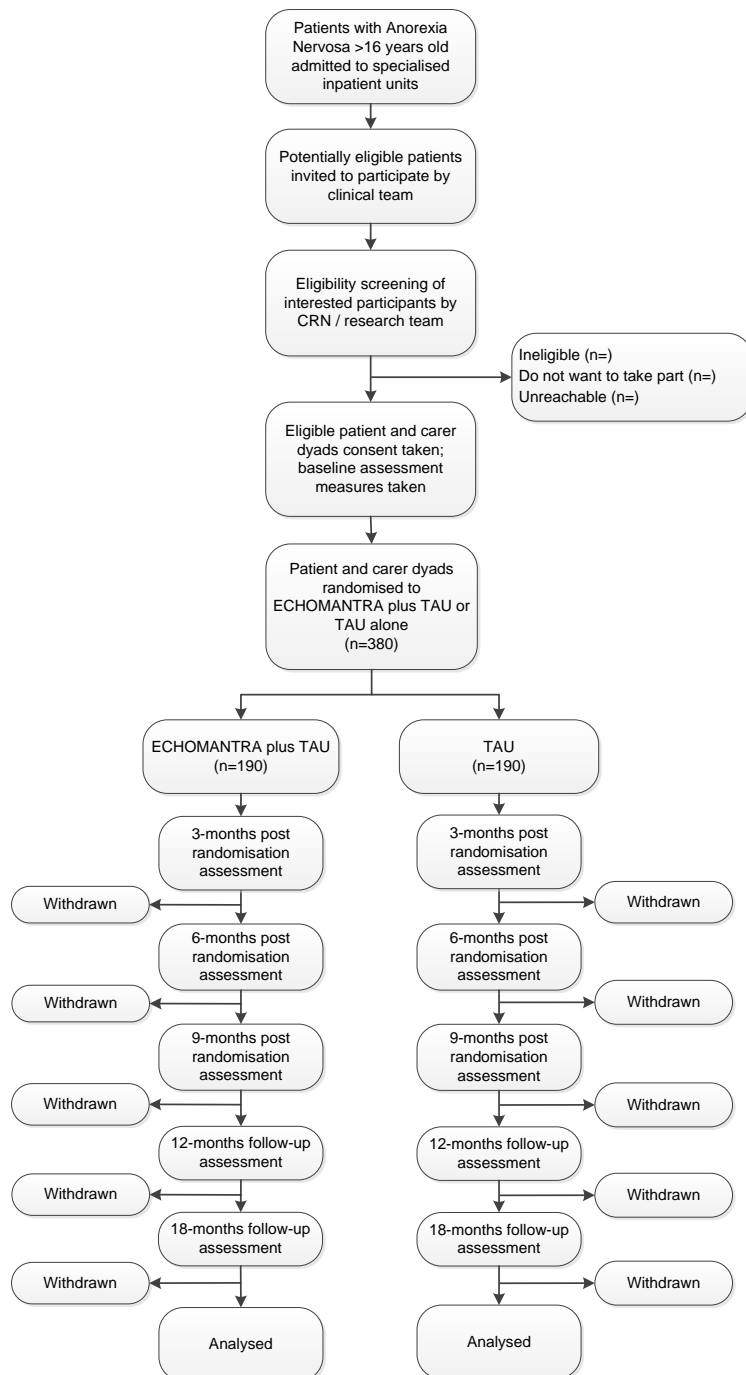 Patients with Anorexia
Nervosa >16 years old
admitted to specialised
inpatient units
Potentially eligible patients
invited to participate by
clinical team
Eligibility screening of
interested participants by
CRN / research team
Ineligible (n=)
Do not want to take part (n=)
Unreachable (n=)
Eligible patient and carer
dyads consent taken;
baseline assessment
measures taken
Patient and carer dyads
randomised to
ECHOMANTRA plus TAU or
TAU alone
(n=380)
ECHOMANTRA plus TAU
(n=190)
TAU
(n=190)
3-months post
randomisation
assessment
3-months post
randomisation
assessment
Withdrawn
Withdrawn
6-months post
randomisation
assessment
6-months post
randomisation
assessment
Withdrawn
Withdrawn
9-months post
randomisation
assessment
9-months post
randomisation
assessment
Withdrawn
Withdrawn
12-months follow-up
assessment
12-months follow-up
assessment
Withdrawn
Withdrawn
18-months follow-up
assessment
18-months follow-up
assessment
Withdrawn
Withdrawn
Analysed
Analysed